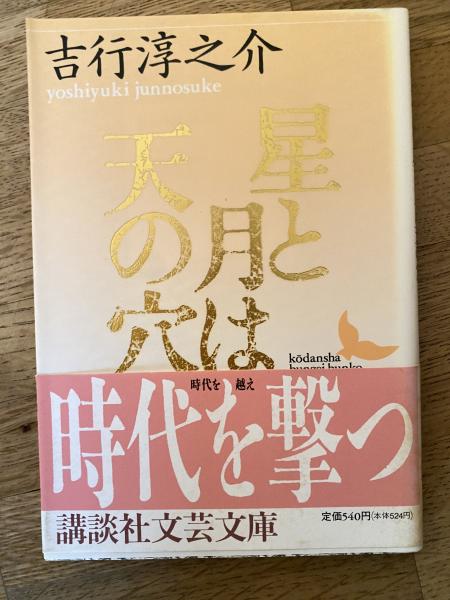 吉行淳之介
yoshiyuki junnosuke
星と
月は
天の穴
kōdansha
bungei bunko
時代を 越え
時代を撃つ
講談社文芸文庫
定価540円(本体524円)